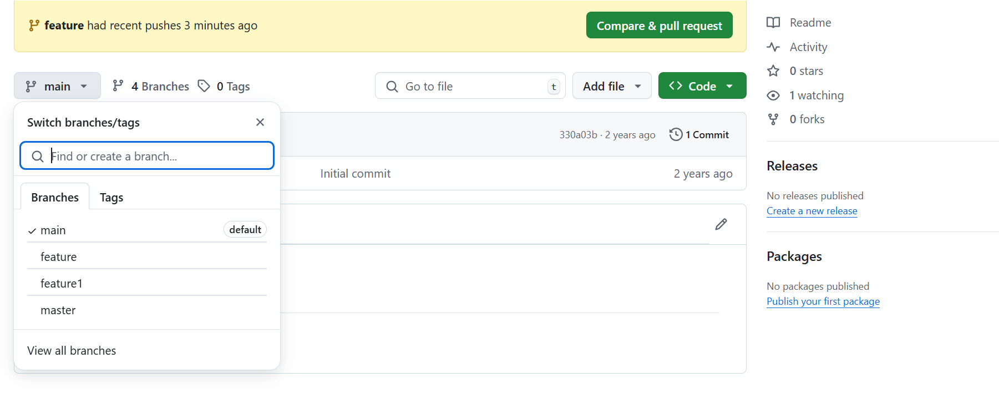 feature had recent pushes 3 minutes ago
Compare & pull request
main
4 Branches
0 Tags
Go to file
t
Add file
Code
Switch branches/tags
Find or create a branch...
Branches
Tags
main
default
feature
feature1
master
View all branches
330a03b · 2 years ago
1 Commit
Initial commit
2 years ago
Readme
Activity
0 stars
1 watching
0 forks
Releases
No releases published
Create a new release
Packages
No packages published
Publish your first package